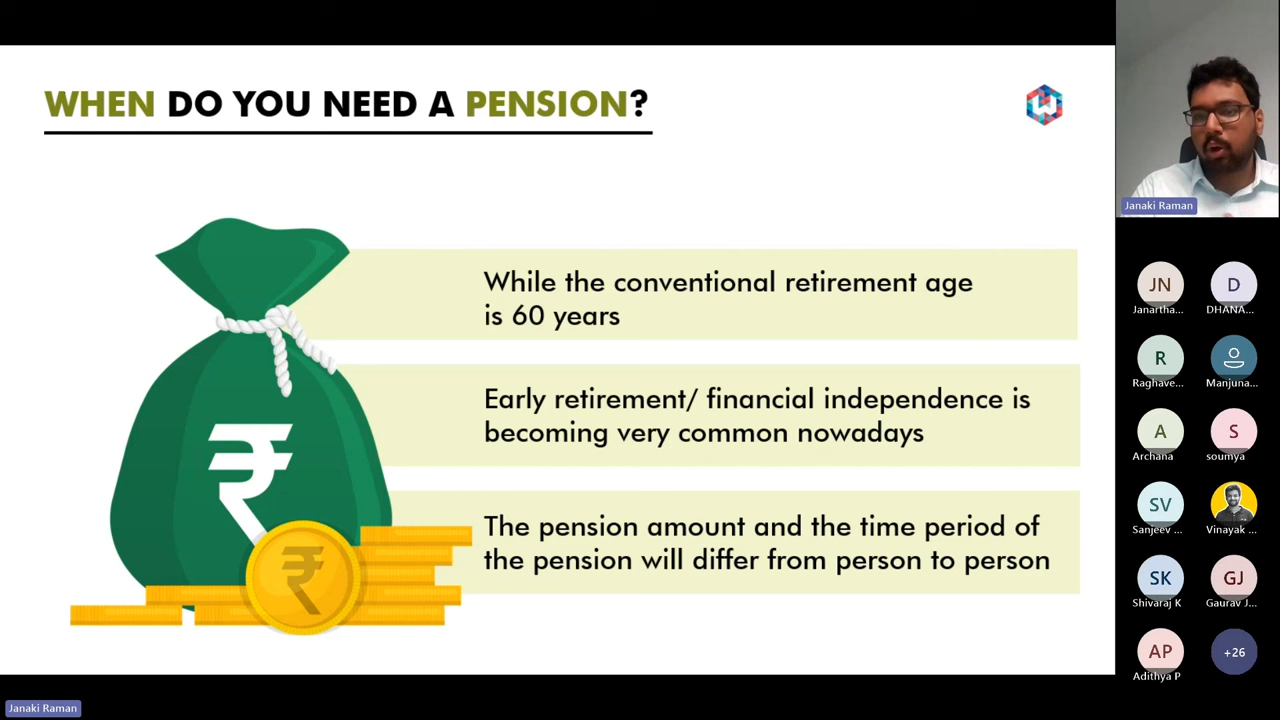 WHEN DO YOU NEED A PENSION?
While the conventional retirement age
is 60 years
Early retirement/ financial independence is
becoming very common nowadays
The pension amount and the time period of
the pension will differ from person to person
₹
₹
Janaki Raman
JN
Janartha...
D
DHANA...
R
Raghave...
Manjuna...
A
Archana
S
soumya
SV
Sanjeev ...
Vinayak ...
SK
Shivaraj K
GJ
Gaurav J...
AP
Adithya P
+26
Janaki Raman